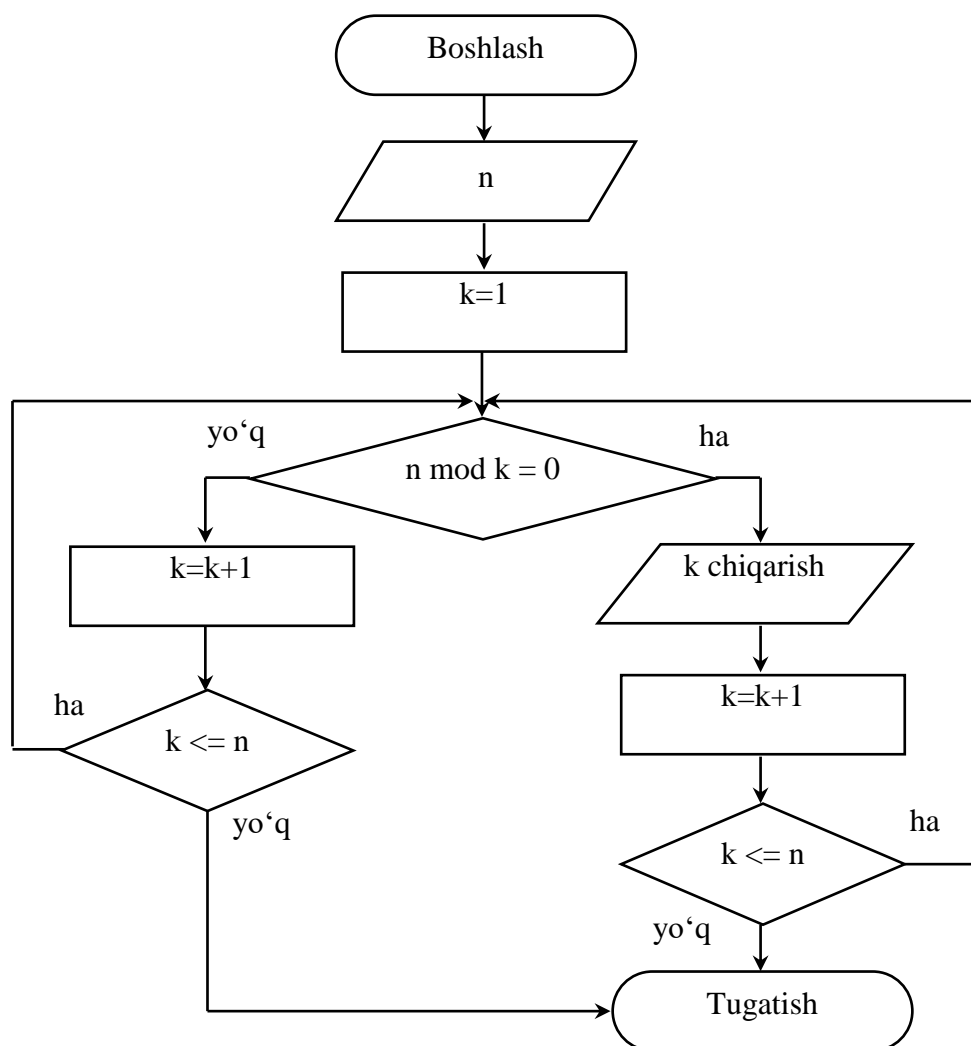 Boshlash
n
k=1
yo‘q
ha
n mod k = 0
k=k+1
k chiqarish
ha
k <= n
k=k+1
yo‘q
k <= n
ha
yo‘q
Tugatish